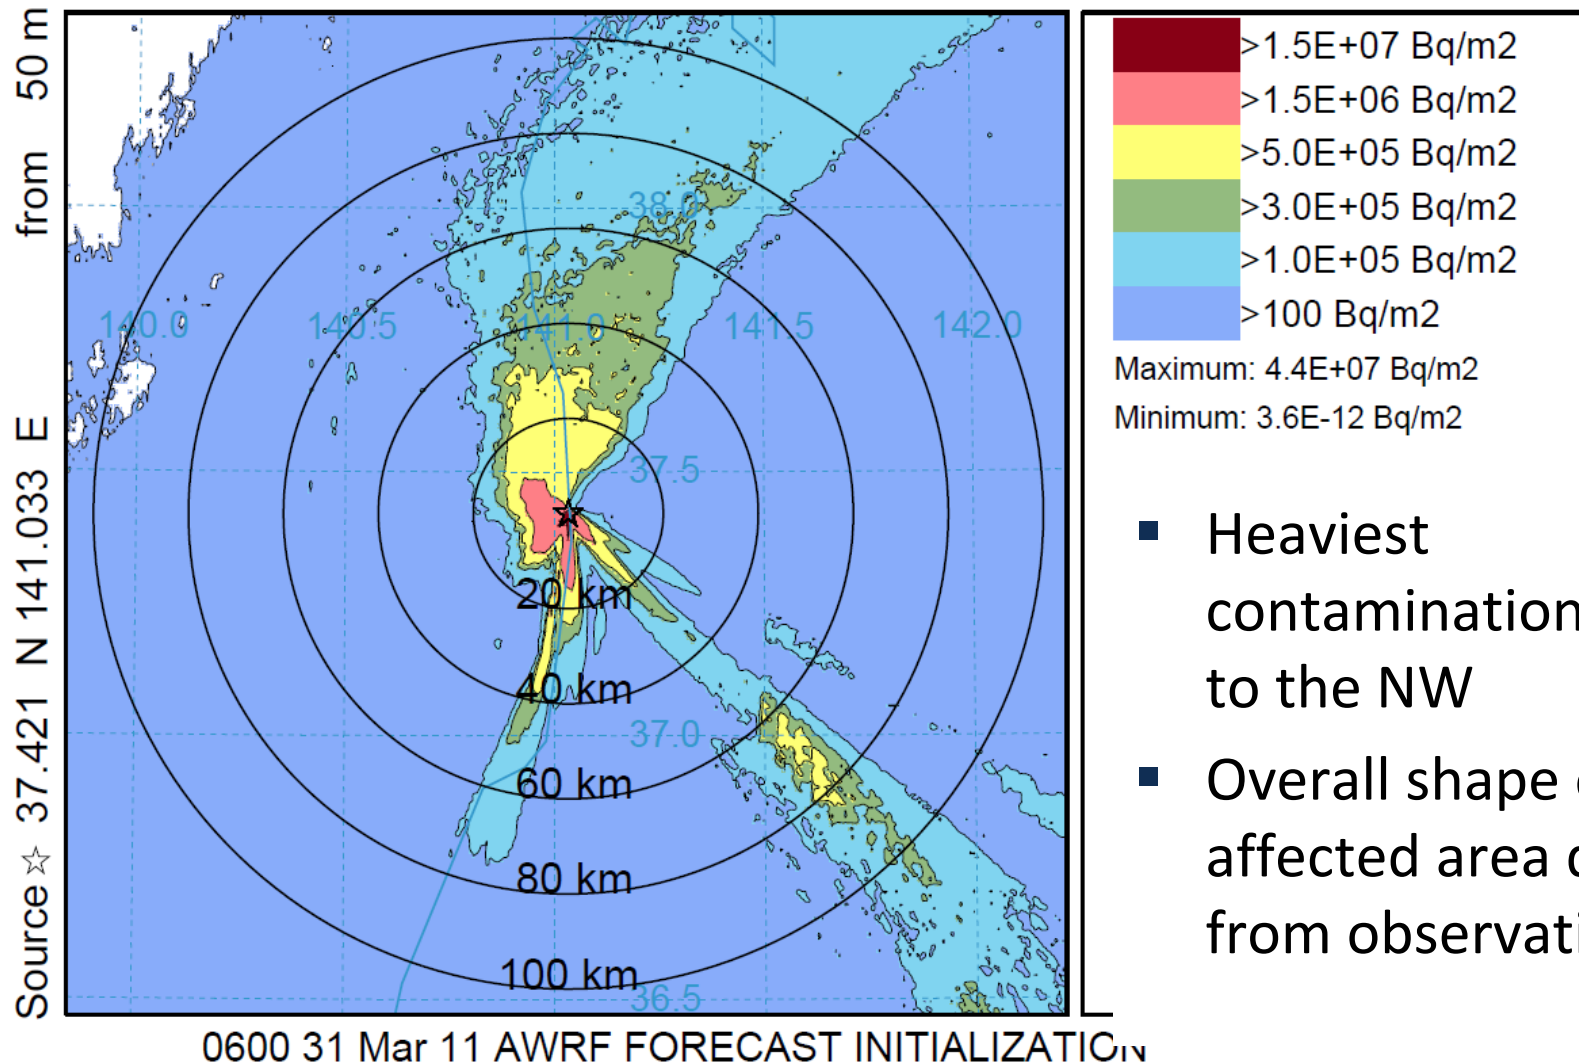 Source ☆ 37.421 N 141.033 E from 50 m
38.0
140.0 140.5 141.0 141.5 142.0
37.5
20 km
40 km
37.0
60 km
80 km
100 km
36.5
0600 31 Mar 11 AWRF FORECAST INITIALIZATION
>1.5E+07 Bq/m2
>1.5E+06 Bq/m2
>5.0E+05 Bq/m2
>3.0E+05 Bq/m2
>1.0E+05 Bq/m2
>100 Bq/m2
Maximum: 4.4E+07 Bq/m2
Minimum: 3.6E-12 Bq/m2
▪ Heaviest
contamination
to the NW
▪ Overall shape
affected area
from